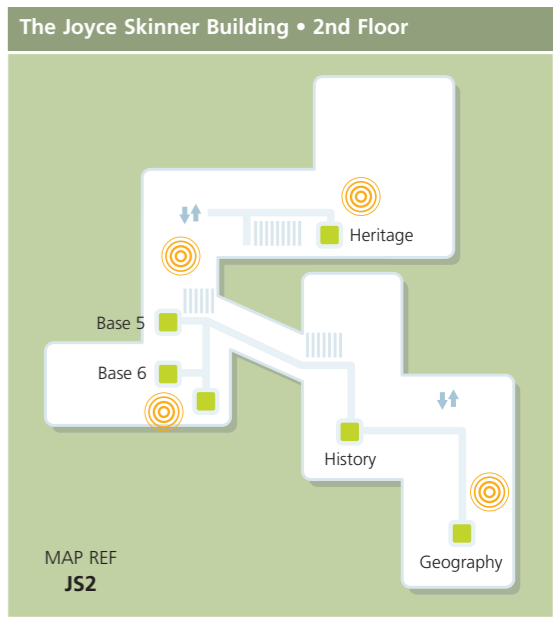 The Joyce Skinner Building • 2nd Floor
Heritage
Base 5
Base 6
History
Geography
MAP REF
JS2